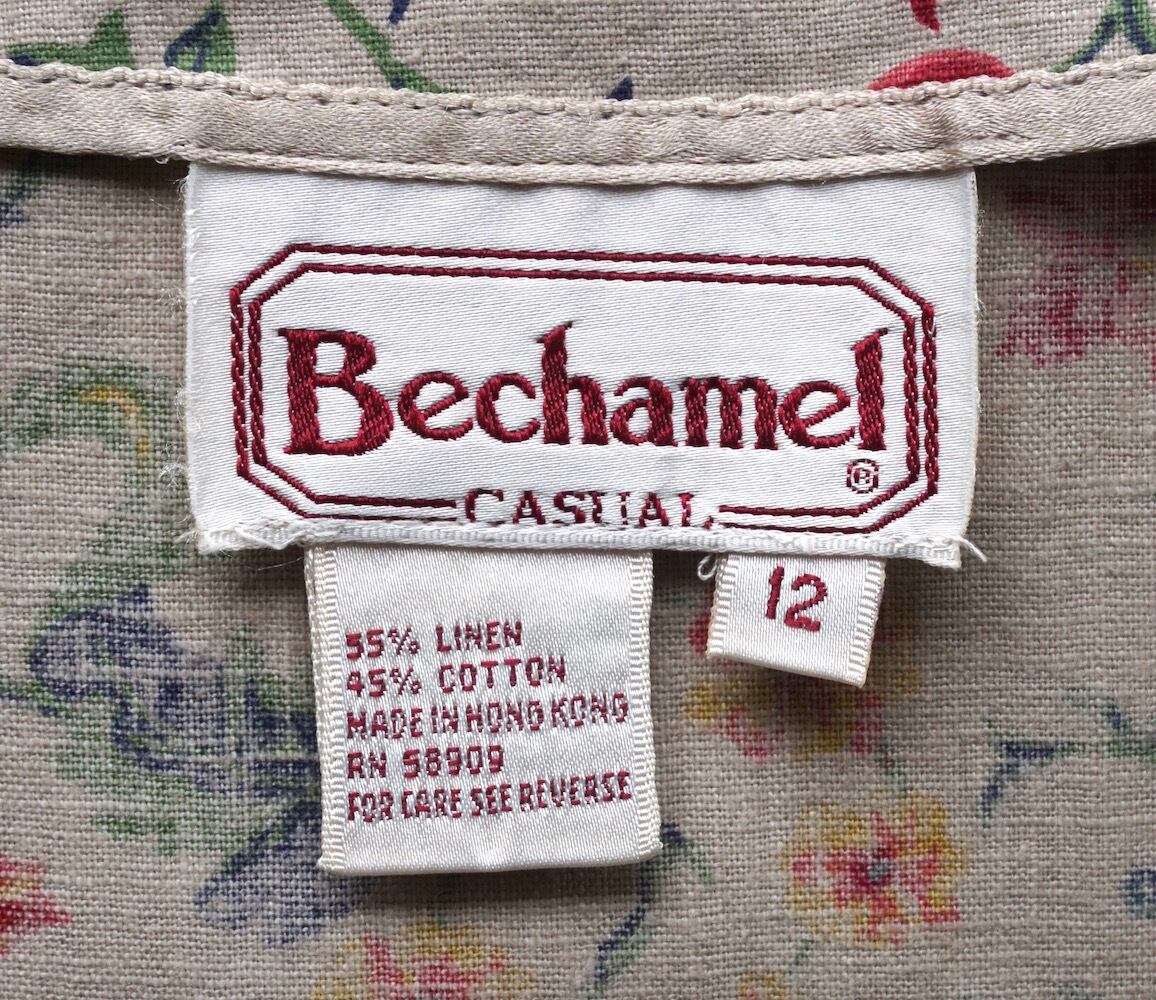 Bechamel
®
CASUAL
12
55% LINEN
45% COTTON
MADE IN HONG KONG
RN 58909
FOR CARE SEE REVERSE